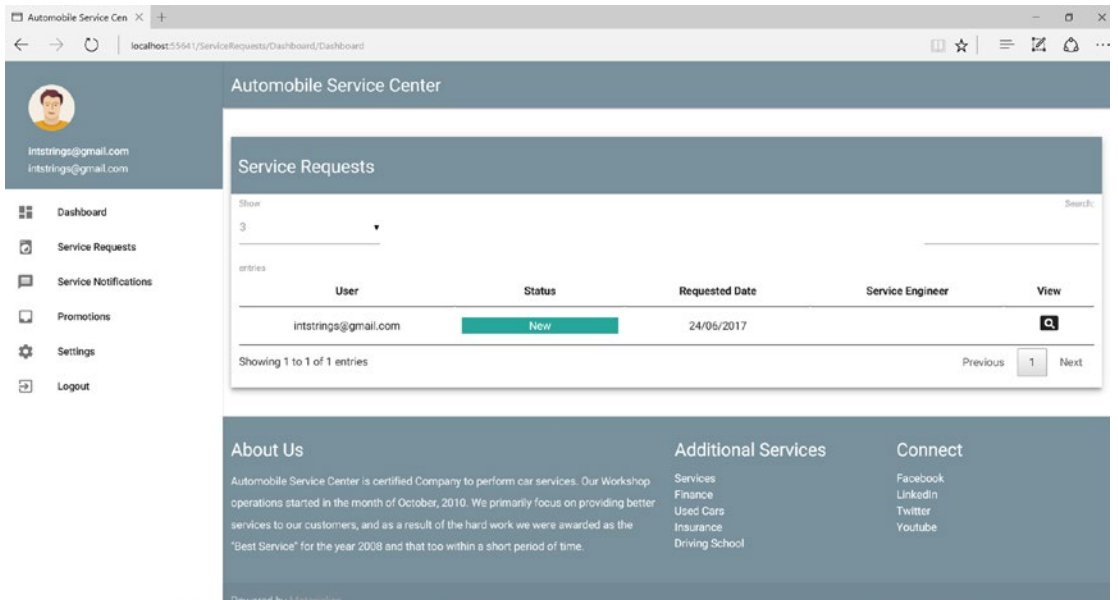 Automobile Service Cen
localhost:55641/ServiceRequests/Dashboard/Dashboard
intstrings@gmail.com
intstrings@gmail.com
Dashboard
Service Requests
Service Notifications
Promotions
Settings
Logout
Automobile Service Center
Service Requests
Show
3
entries
Search:
User Status Requested Date Service Engineer View
intstrings@gmail.com New 24/06/2017
Showing 1 to 1 of 1 entries
Previous 1 Next
About Us
Automobile Service Center is certified Company to perform car services. Our Workshop
operations started in the month of October, 2010. We primarily focus on providing better
services to our customers, and as a result of the hard work we were awarded as the
"Best Service" for the year 2008 and that too within a short period of time.
Additional Services
Services
Finance
Used Cars
Insurance
Driving School
Connect
Facebook
LinkedIn
Twitter
Youtube
Powered by